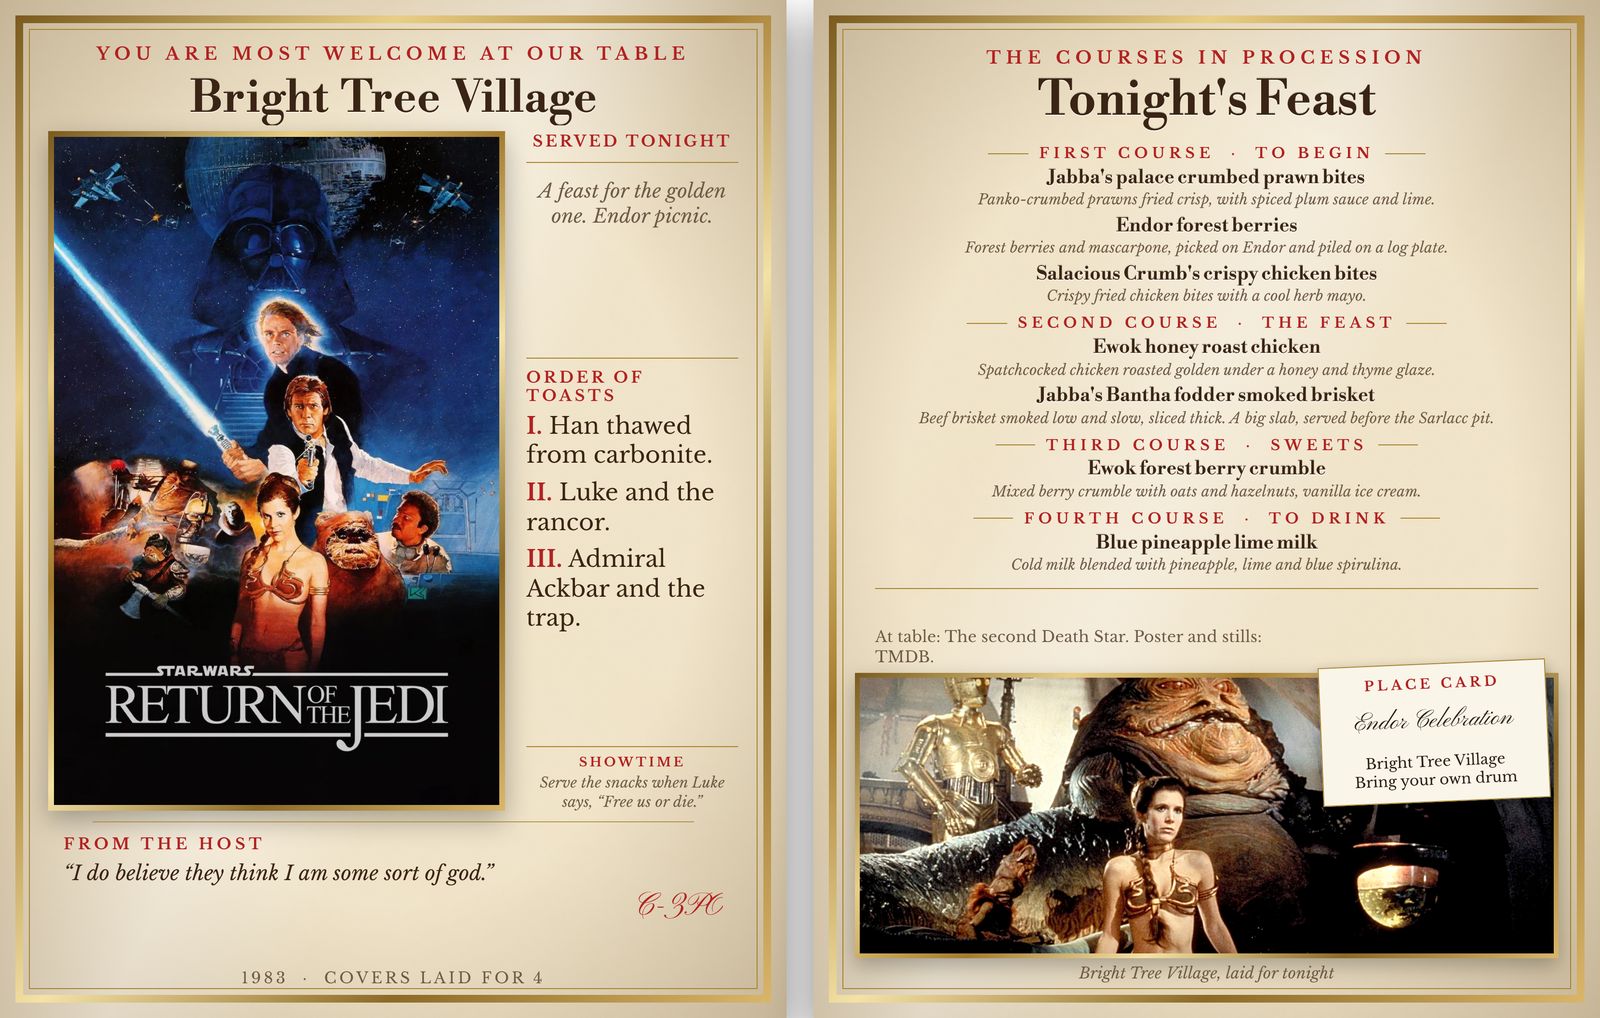 YOU ARE MOST WELCOME AT OUR TABLE
Bright Tree Village
STAR WARS
RETURN OF THE JEDI
SERVED TONIGHT
A feast for the golden
one. Endor picnic.
ORDER OF
TOASTS
I. Han thawed
from carbonite.
II. Luke and the
rancor.
III. Admiral
Ackbar and the
trap.
SHOWTIME
Serve the snacks when Luke
says, “Free us or die.”
FROM THE HOST
“I do believe they think I am some sort of god.”
C-3PO
1983 · COVERS LAID FOR 4
THE COURSES IN PROCESSION
Tonight's Feast
FIRST COURSE · TO BEGIN
Jabba's palace crumbed prawn bites
Panko-crumbed prawns fried crisp, with spiced plum sauce and lime.
Endor forest berries
Forest berries and mascarpone, picked on Endor and piled on a log plate.
Salacious Crumb's crispy chicken bites
Crispy fried chicken bites with a cool herb mayo.
SECOND COURSE · THE FEAST
Ewok honey roast chicken
Spatchcocked chicken roasted golden under a honey and thyme glaze.
Jabba's Bantha fodder smoked brisket
Beef brisket smoked low and slow, sliced thick. A big slab, served before the Sarlacc pit.
THIRD COURSE · SWEETS
Ewok forest berry crumble
Mixed berry crumble with oats and hazelnuts, vanilla ice cream.
FOURTH COURSE · TO DRINK
Blue pineapple lime milk
Cold milk blended with pineapple, lime and blue spirulina.
At table: The second Death Star. Poster and stills:
TMDB.
PLACE CARD
Endor Celebration
Bright Tree Village
Bring your own drum
Bright Tree Village, laid for tonight